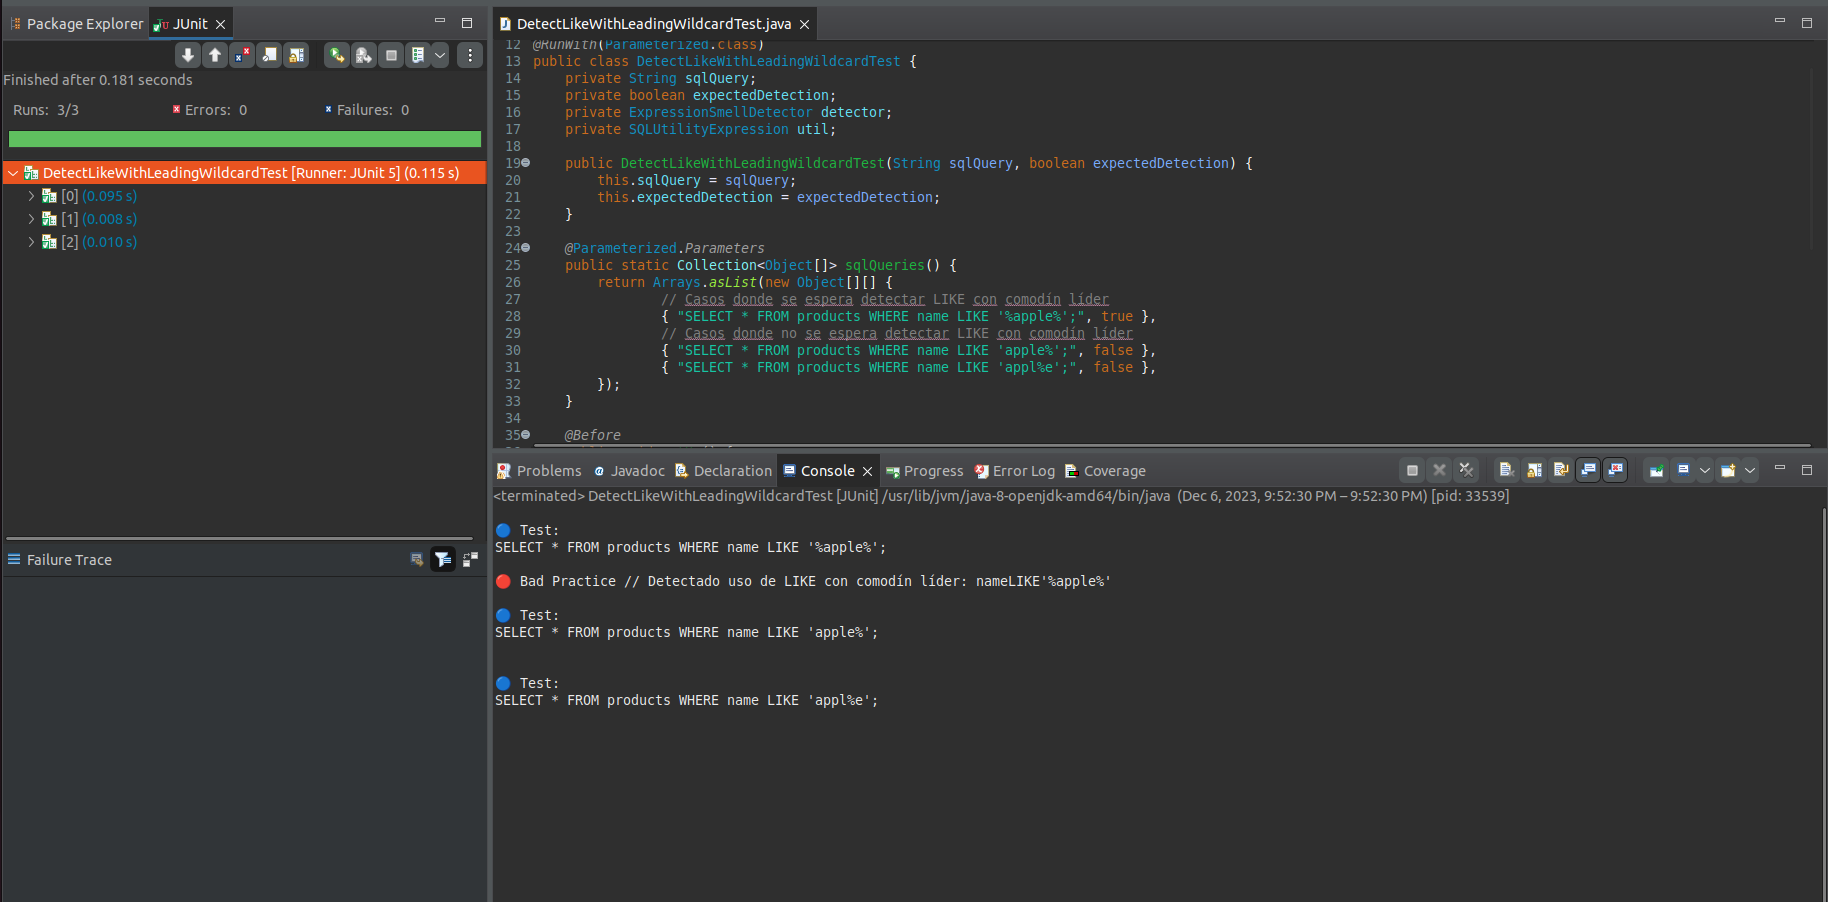 Package Explorer
JUnit
Finished after 0.181 seconds
Runs: 3/3
Errors: 0
Failures: 0
DetectLikeWithLeadingWildcardTest [Runner: JUnit 5] (0.115 s)
[0] (0.095 s)
[1] (0.008 s)
[2] (0.010 s)
Failure Trace
DetectLikeWithLeadingWildcardTest.java
12 @RunWith(Parameterized.class)
13 public class DetectLikeWithLeadingWildcardTest {
14 private String sqlQuery;
15 private boolean expectedDetection;
16 private ExpressionSmellDetector detector;
17 private SQLUtilityExpression util;
18
19 public DetectLikeWithLeadingWildcardTest(String sqlQuery, boolean expectedDetection) {
20 this.sqlQuery = sqlQuery;
21 this.expectedDetection = expectedDetection;
22 }
23
24 @Parameterized.Parameters
25 public static Collection<Object[]> sqlQueries() {
26 return Arrays.asList(new Object[][] {
27 // Casos donde se espera detectar LIKE con comodín líder
28 { "SELECT * FROM products WHERE name LIKE '%apple%';", true },
29 // Casos donde no se espera detectar LIKE con comodín líder
30 { "SELECT * FROM products WHERE name LIKE 'apple%';", false },
31 { "SELECT * FROM products WHERE name LIKE 'appl%e';", false },
32 });
33 }
34
35 @Before
Problems
Javadoc
Declaration
Console
Progress
Error Log
Coverage
<terminated> DetectLikeWithLeadingWildcardTest [JUnit] /usr/lib/jvm/java-8-openjdk-amd64/bin/java (Dec 6, 2023, 9:52:30 PM – 9:52:30 PM) [pid: 33539]
Test:
SELECT * FROM products WHERE name LIKE '%apple%';
Bad Practice // Detectado uso de LIKE con comodín líder: nameLIKE'%apple%'
Test:
SELECT * FROM products WHERE name LIKE 'apple%';
Test:
SELECT * FROM products WHERE name LIKE 'appl%e';